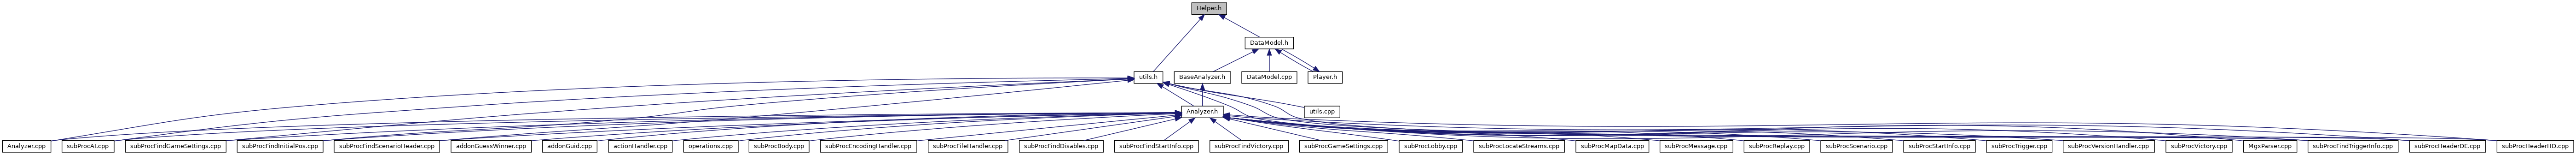 Helper.h
DataModel.h
utils.h
BaseAnalyzer.h
DataModel.cpp
Player.h
Analyzer.h
utils.cpp
Analyzer.cpp
subProcAI.cpp
subProcFindGameSettings.cpp
subProcFindInitialPos.cpp
subProcFindScenarioHeader.cpp
addonGuessWinner.cpp
addonGuid.cpp
actionHandler.cpp
operations.cpp
subProcBody.cpp
subProcEncodingHandler.cpp
subProcFileHandler.cpp
subProcFindDisables.cpp
subProcFindStartInfo.cpp
subProcFindVictory.cpp
subProcGameSettings.cpp
subProcLobby.cpp
subProcLocateStreams.cpp
subProcMapData.cpp
subProcMessage.cpp
subProcReplay.cpp
subProcScenario.cpp
subProcStartInfo.cpp
subProcTrigger.cpp
subProcVersionHandler.cpp
subProcVictory.cpp
MgxParser.cpp
subProcFindTriggerInfo.cpp
subProcHeaderDE.cpp
subProcHeaderHD.cpp